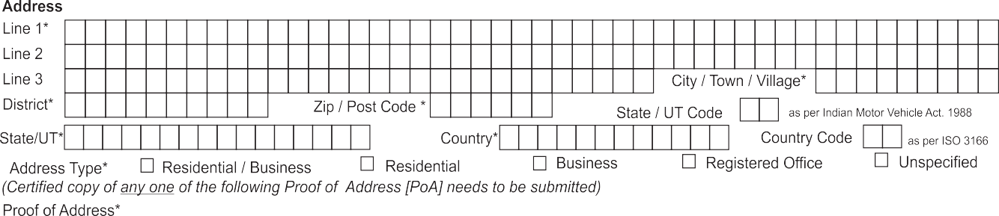 Address
Line 1*
Line 2
Line 3 City / Town / Village*
District* Zip / Post Code * State / UT Code as per Indian Motor Vehicle Act. 1988
State/UT* Country* Country Code as per ISO 3166
Address Type* Residential / Business Residential Business Registered Office Unspecified
(Certified copy of any one of the following Proof of Address [PoA] needs to be submitted)
Proof of Address*